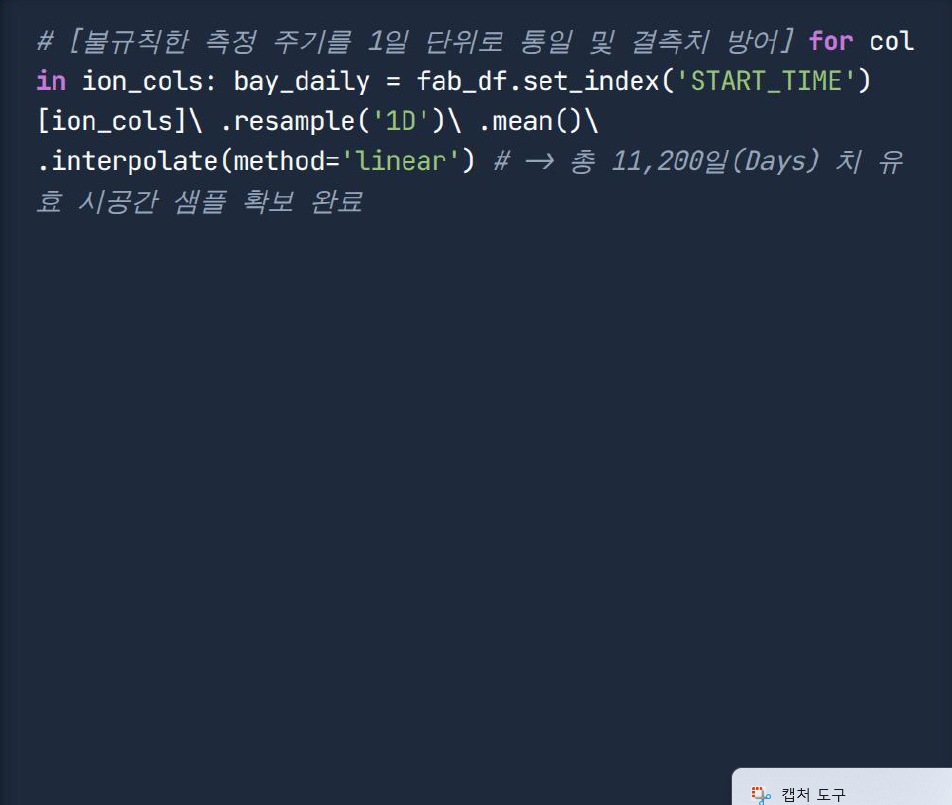 # [불규칙한 측정 주기를 1일 단위로 통일 및 결측치 방어] for col
in ion_cols: bay_daily = fab_df.set_index('START_TIME')
[ion_cols]\ .resample('1D')\ .mean()\
.interpolate(method='linear') # -> 총 11,200일(Days) 치 유
효 시공간 샘플 확보 완료
캡처 도구